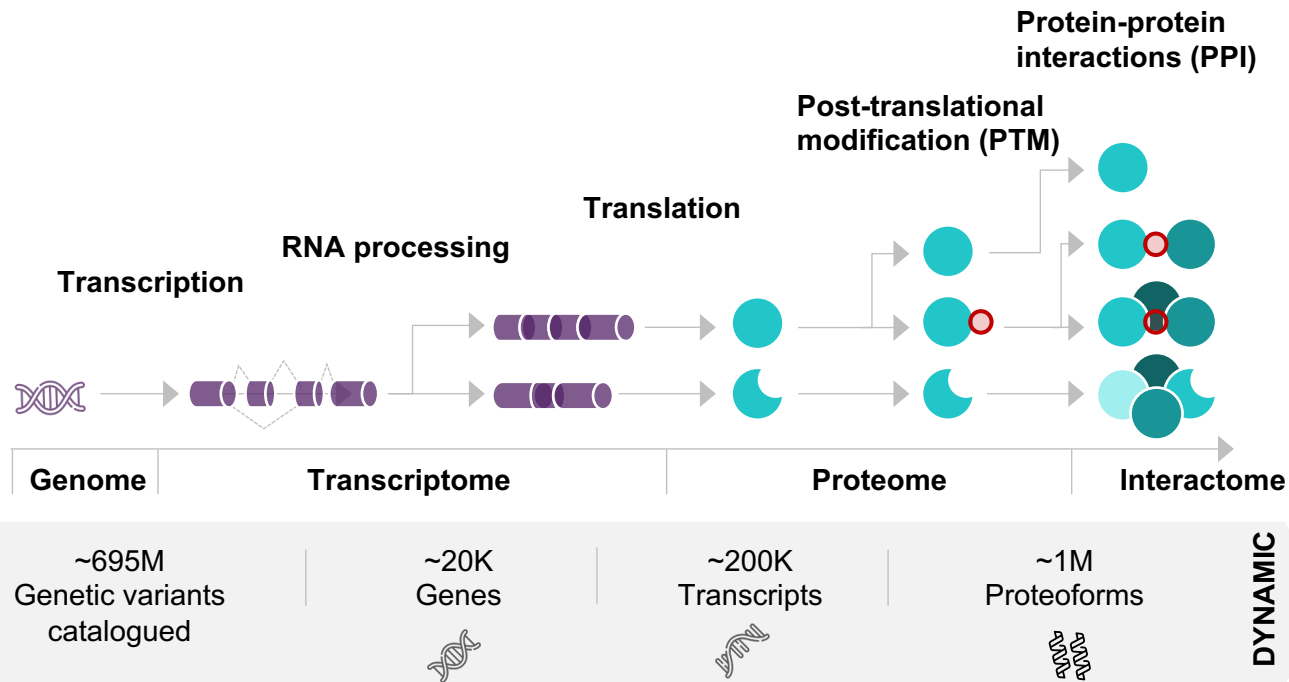 Protein-protein
interactions (PPI)
Post-translational
modification (PTM)
Translation
RNA processing
Transcription
Genome
Transcriptome
Proteome
Interactome
~695M
Genetic variants
catalogued
~20K
Genes
~200K
Transcripts
~1M
Proteoforms
DYNAMIC